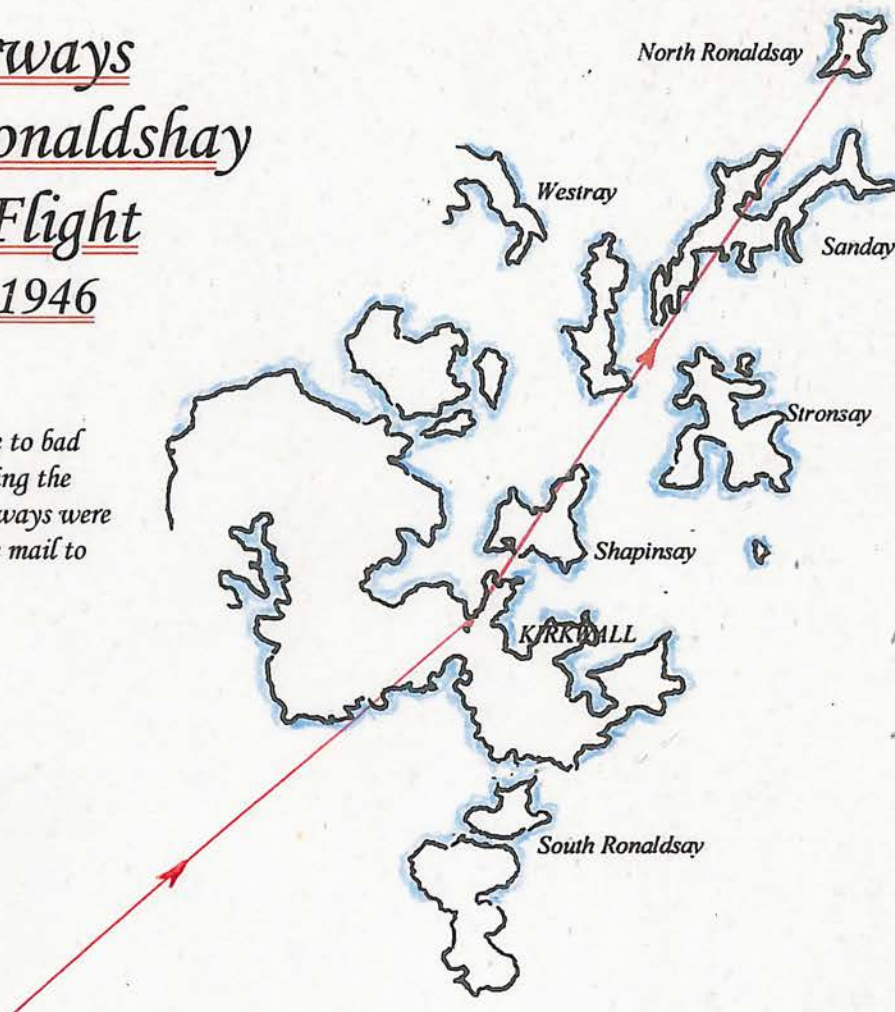 rways
onaldshay
Flight
1946
e to bad
ing the
ways were
e mail to
North Ronaldsay
Westray
Sanday
Stronsay
Shapinsay
KIRKWALL
South Ronaldsay